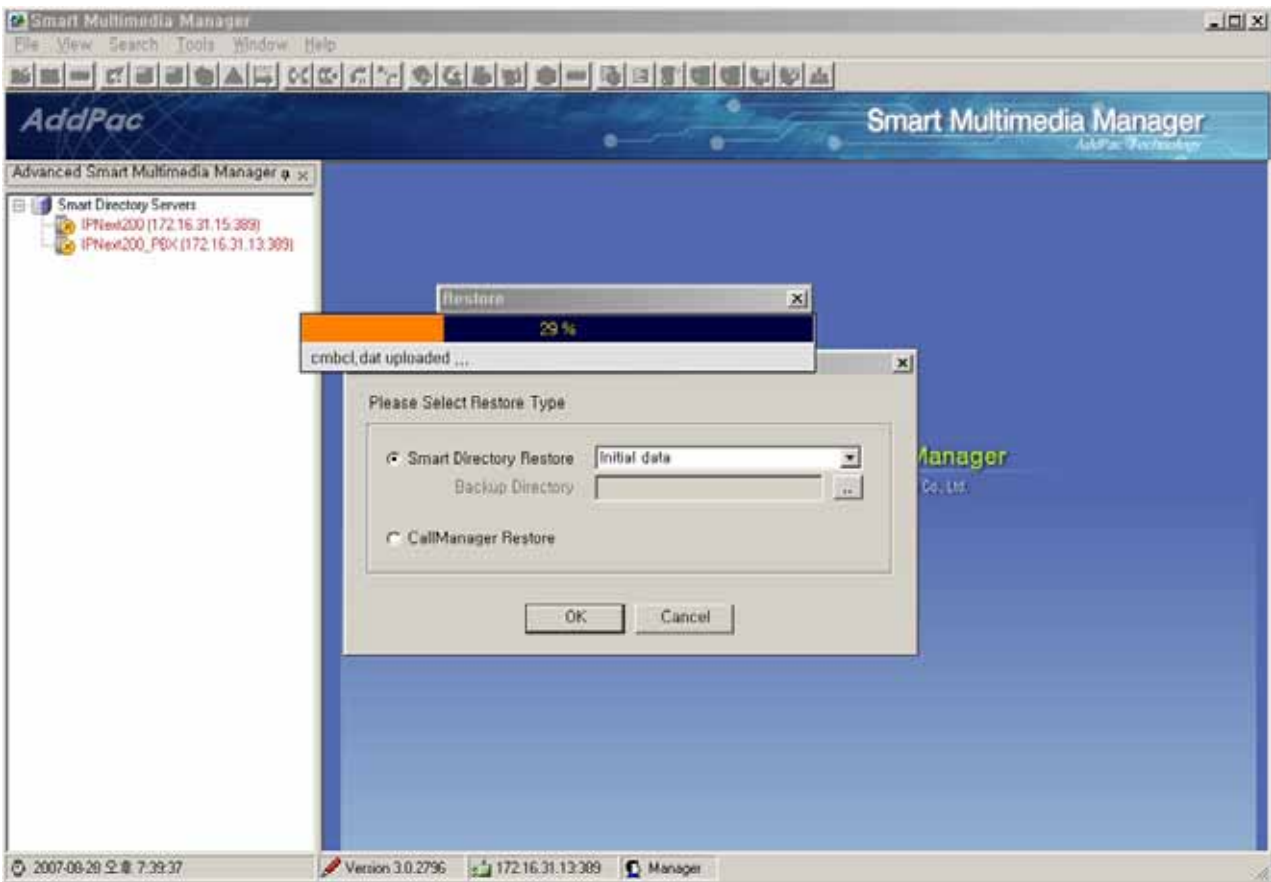 Smart Multimedia Manager
File View Search Tools Window Help
AddPac
Smart Multimedia Manager
AddPac Technology
Advanced Smart Multimedia Manager
Smart Directory Servers
IPNext200 (172.16.31.15:389)
IPNext200_PBX (172.16.31.13:389)
Restore
29 %
cmbcl.dat uploaded ...
Please Select Restore Type
Smart Directory Restore
Initial data
Backup Directory
..
CallManager Restore
OK
Cancel
Manager
Co., Ltd.
2007-08-28 오후 7:39:37
Version 3.0.2796
172.16.31.13:389
Manager